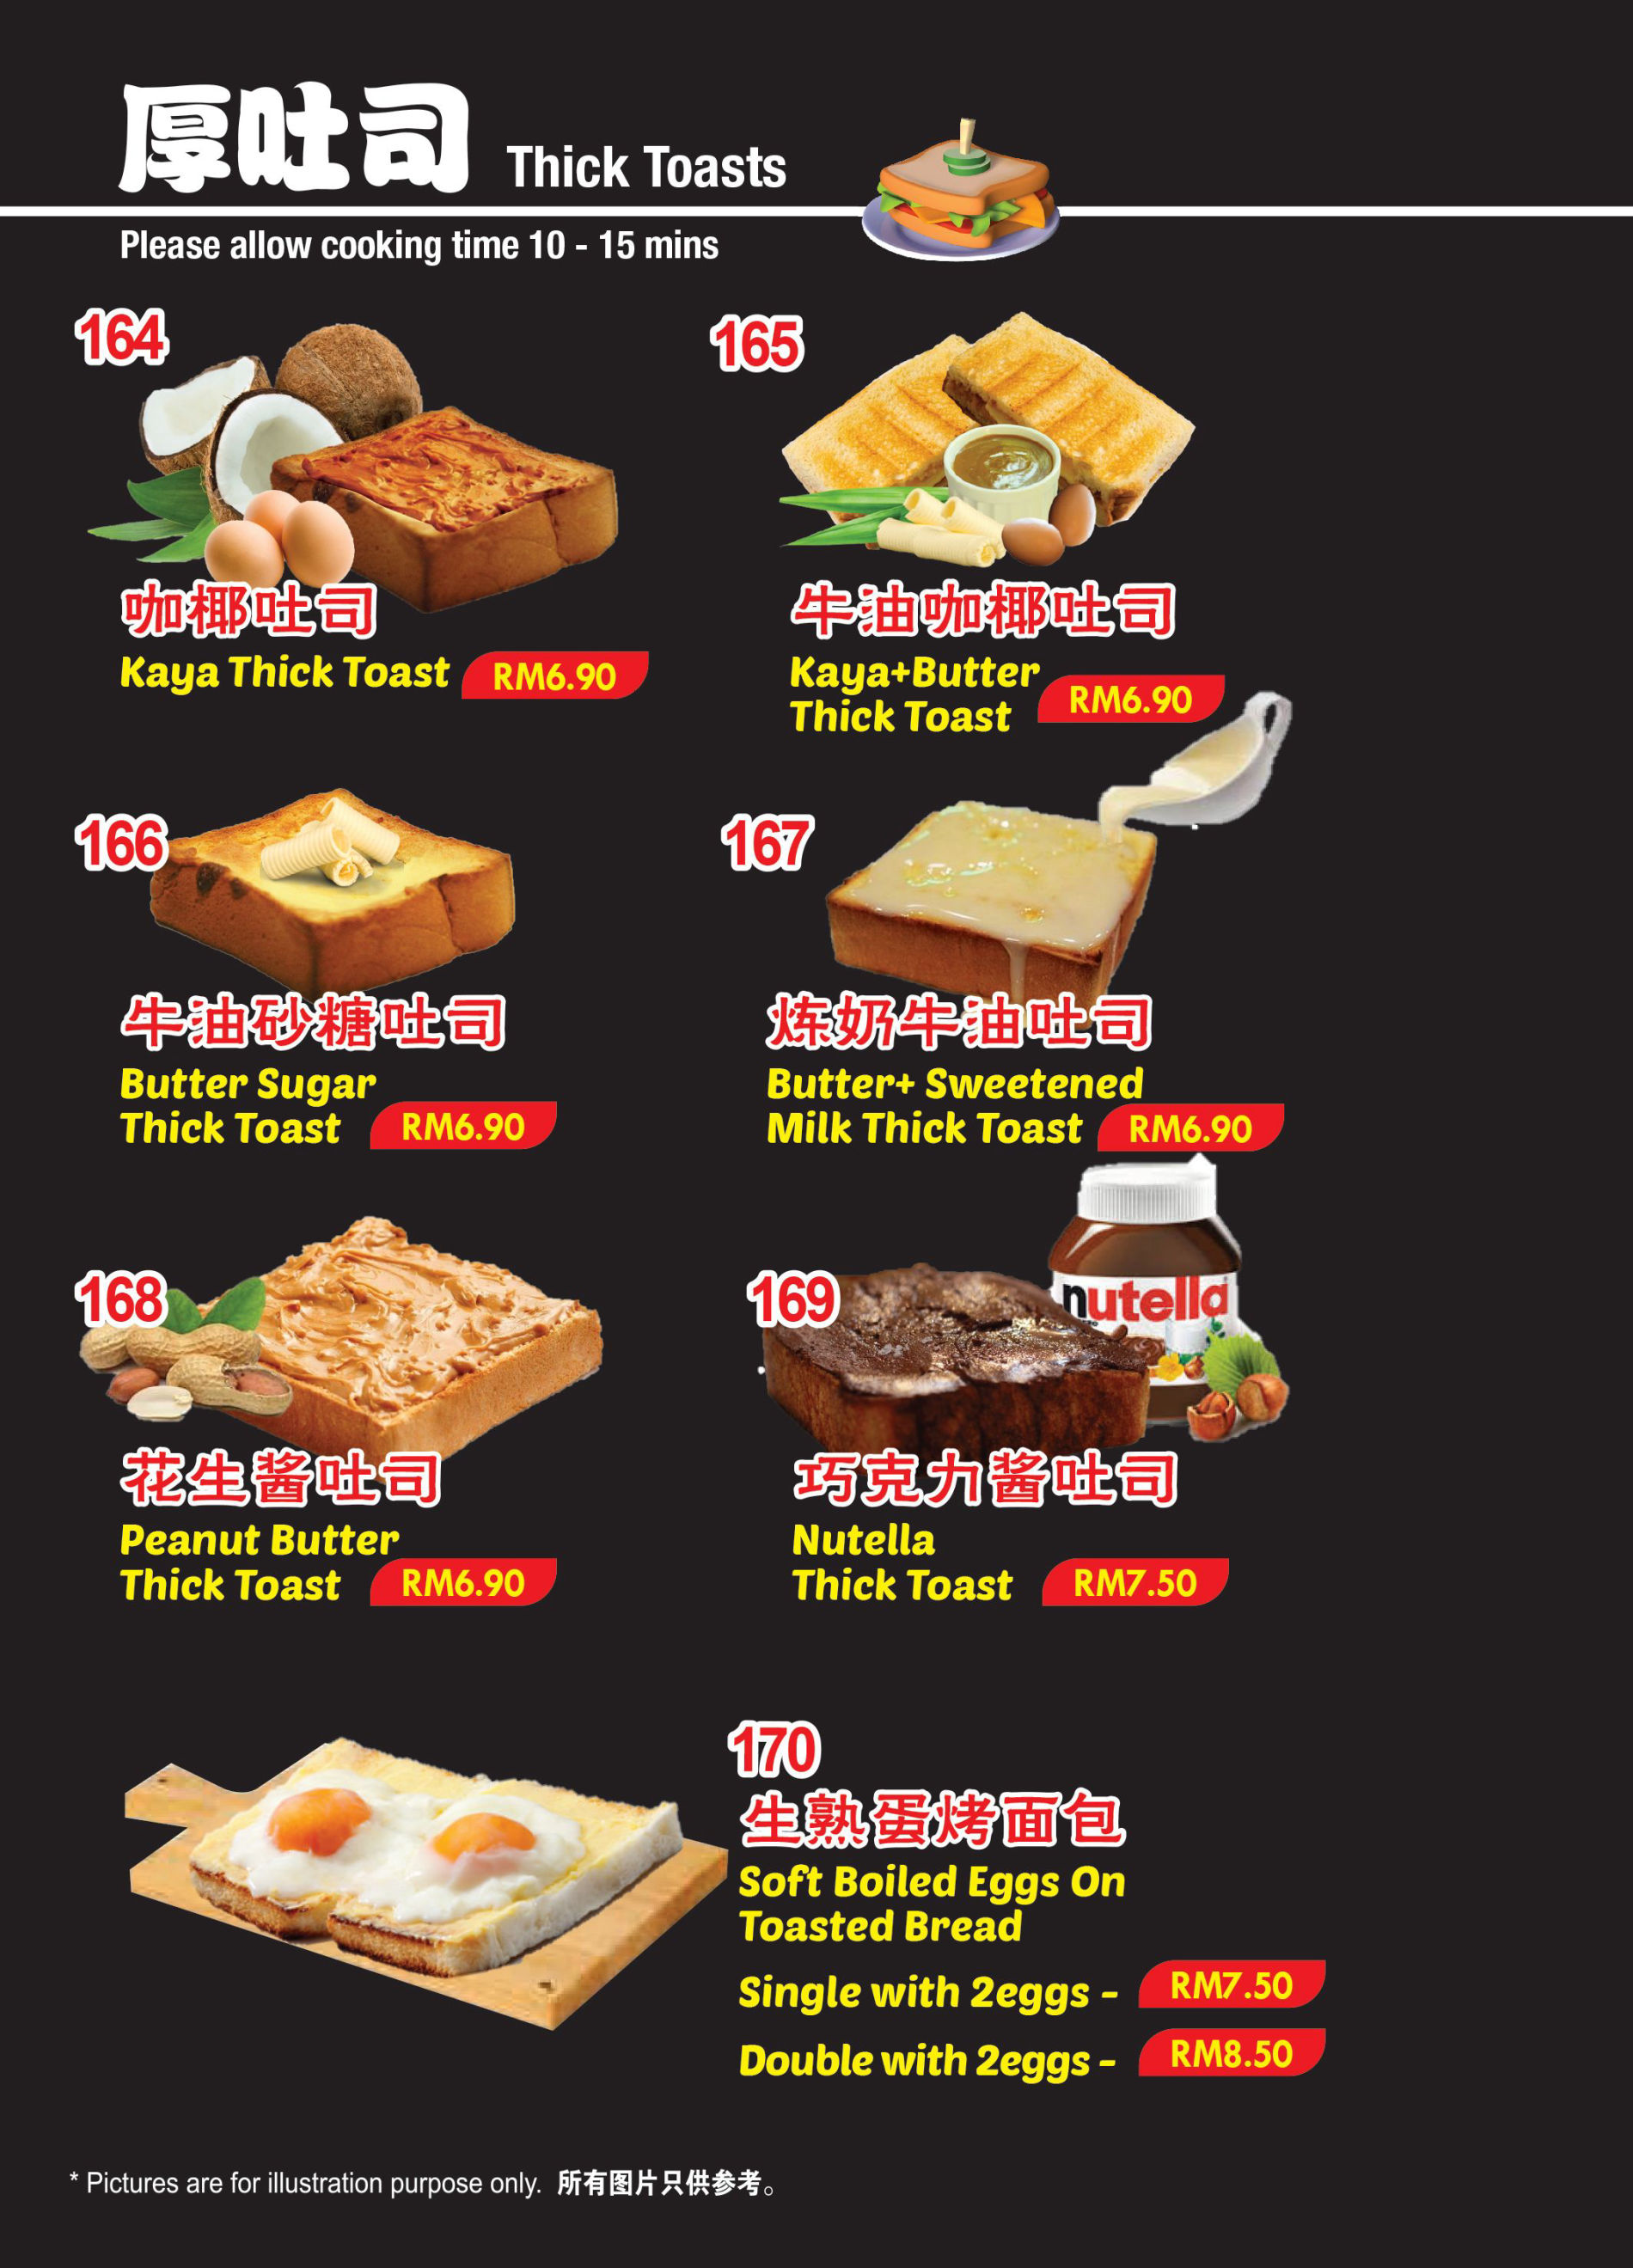 厚吐司 Thick Toasts
Please allow cooking time 10 - 15 mins
164
咖椰吐司
Kaya Thick Toast RM6.90
165
牛油咖椰吐司
Kaya+Butter
Thick Toast RM6.90
166
牛油砂糖吐司
Butter Sugar
Thick Toast RM6.90
167
炼奶牛油吐司
Butter+ Sweetened
Milk Thick Toast RM6.90
168
花生酱吐司
Peanut Butter
Thick Toast RM6.90
169
nutella
巧克力酱吐司
Nutella
Thick Toast RM7.50
170
生熟蛋烤面包
Soft Boiled Eggs On
Toasted Bread
Single with 2eggs - RM7.50
Double with 2eggs - RM8.50
* Pictures are for illustration purpose only. 所有图片只供参考。